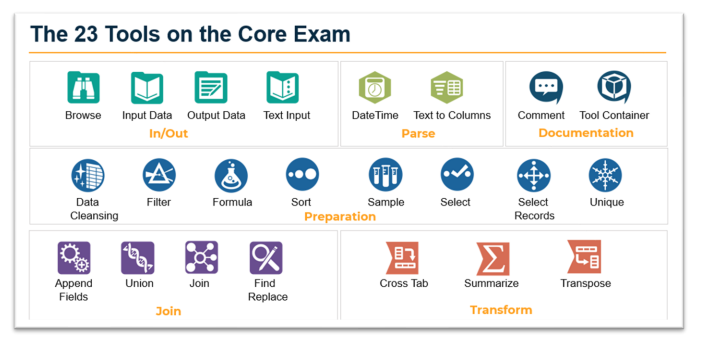 The 23 Tools on the Core Exam
Browse
Input Data
Output Data
Text Input
In/Out
DateTime
Text to Columns
Parse
Comment
Tool Container
Documentation
Data
Cleansing
Filter
Formula
Sort
Sample
Select
Select
Records
Unique
Preparation
Append
Fields
Union
Join
Find
Replace
Join
Cross Tab
Summarize
Transpose
Transform